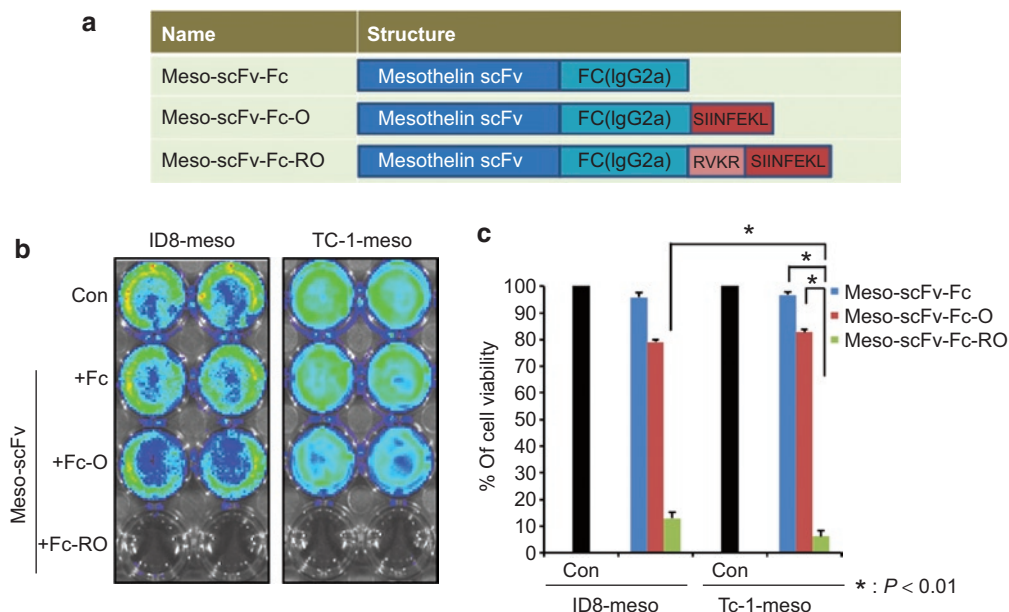 a
Name Structure
Meso-scFv-Fc Mesothelin scFv FC(IgG2a)
Meso-scFv-Fc-O Mesothelin scFv FC(IgG2a) SIINFEKL
Meso-scFv-Fc-RO Mesothelin scFv FC(IgG2a) RVKR SIINFEKL
b
ID8-meso TC-1-meso
Con
+Fc
+Fc-O
+Fc-RO
Meso-scFv
c
% Of cell viability
100
90
80
70
60
50
40
30
20
10
0
*
*
*
Meso-scFv-Fc
Meso-scFv-Fc-O
Meso-scFv-Fc-RO
Con Con
ID8-meso Tc-1-meso
* : P < 0.01